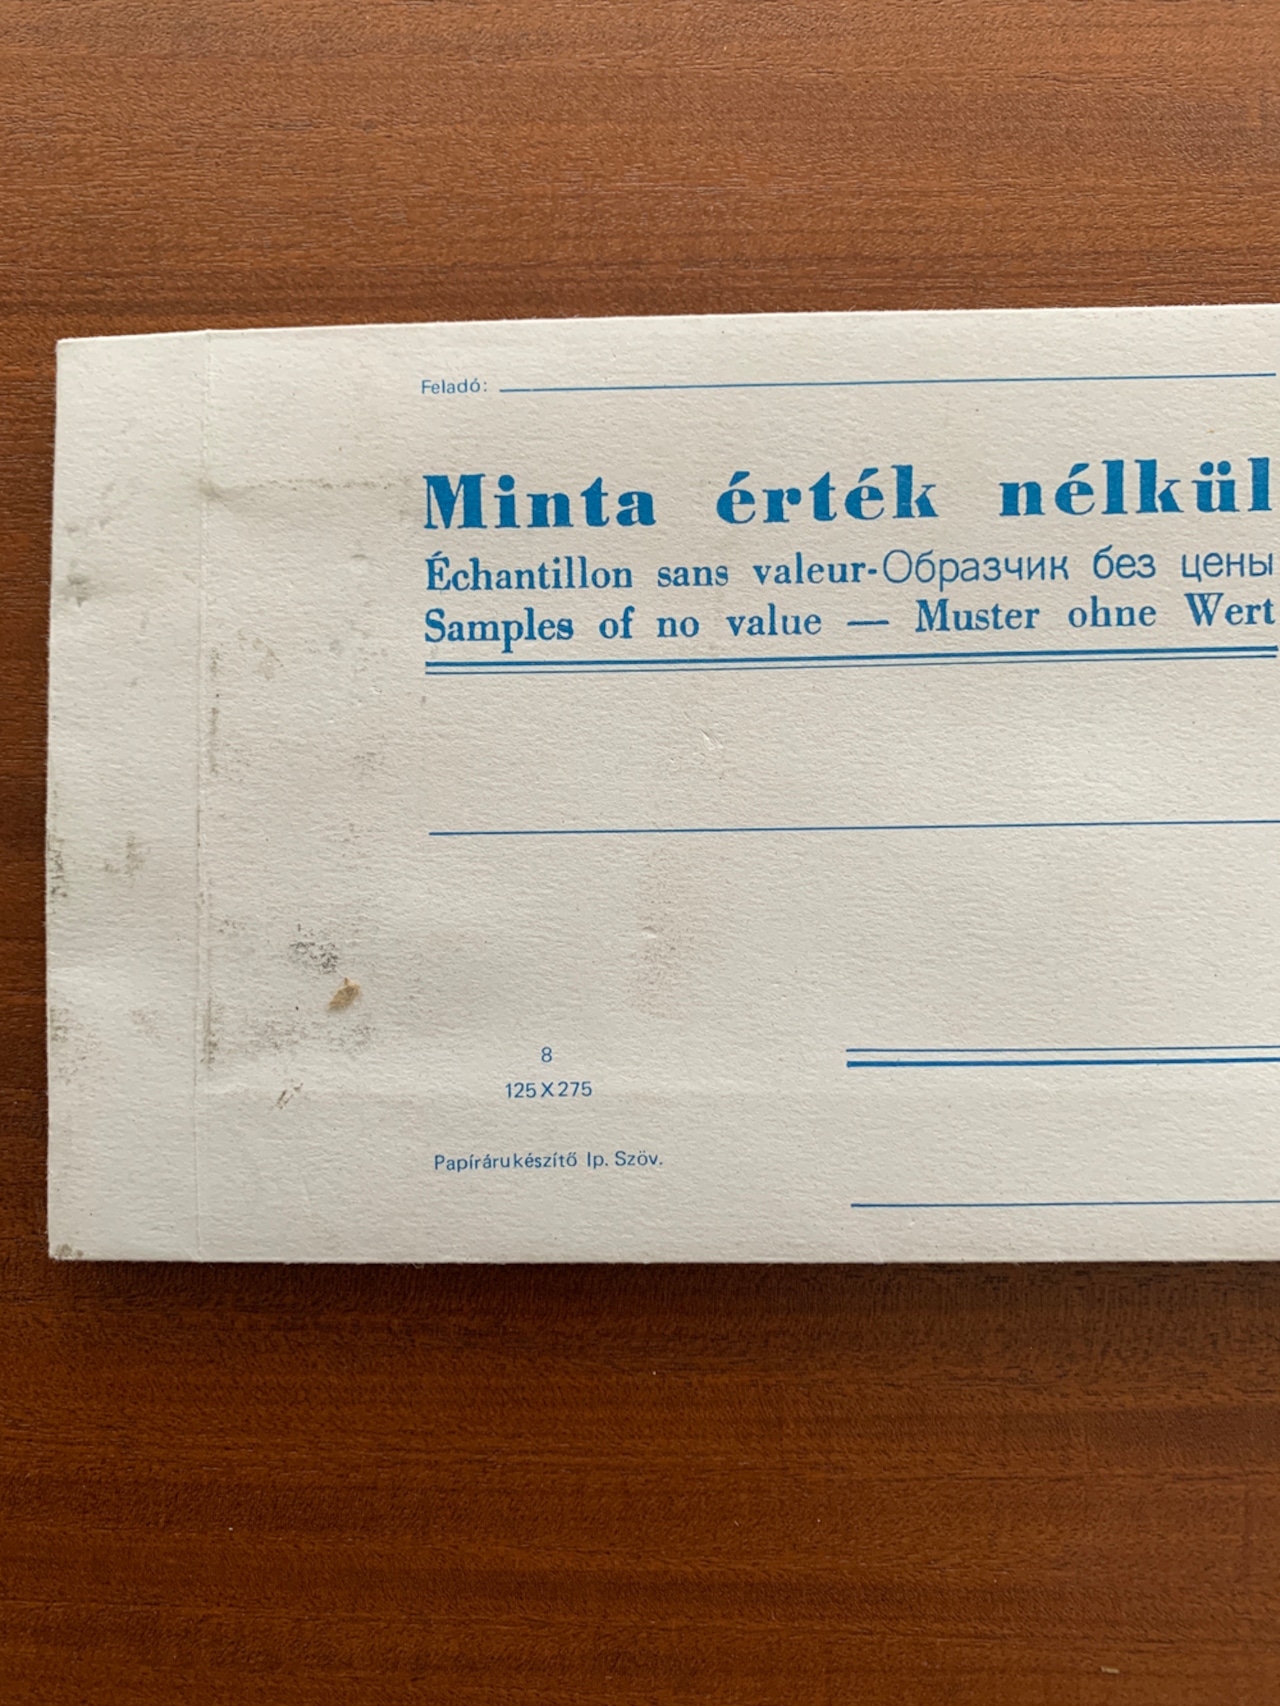 Feladó:
Minta érték nélkül
Échantillon sans valeur-Образчик без цены
Samples of no value — Muster ohne Wert
8
125X275
Papírárukészítő Ip. Szöv.